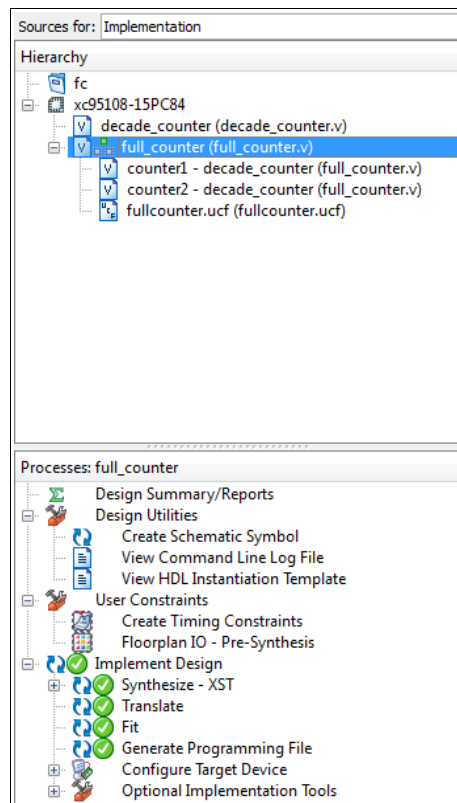 Sources for: Implementation
Hierarchy
fc
xc95108-15PC84
V decade_counter (decade_counter.v)
V full_counter (full_counter.v)
V counter1 - decade_counter (full_counter.v)
V counter2 - decade_counter (full_counter.v)
UCF fullcounter.ucf (fullcounter.ucf)
Processes: full_counter
Σ Design Summary/Reports
Design Utilities
Create Schematic Symbol
View Command Line Log File
View HDL Instantiation Template
User Constraints
Create Timing Constraints
Floorplan IO - Pre-Synthesis
Implement Design
Synthesize - XST
Translate
Fit
Generate Programming File
Configure Target Device
Optional Implementation Tools